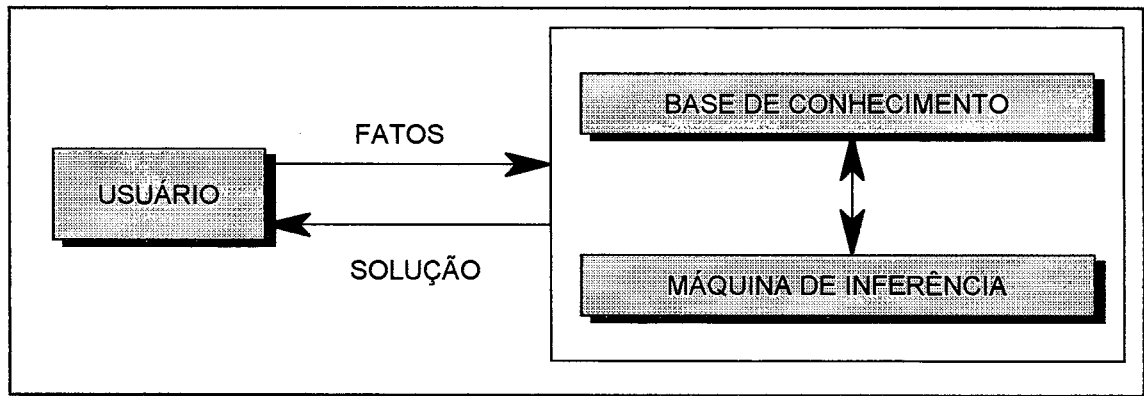 BASE DE CONHECIMENTO
FATOS
USUÁRIO
SOLUÇÃO
MÁQUINA DE INFERÊNCIA